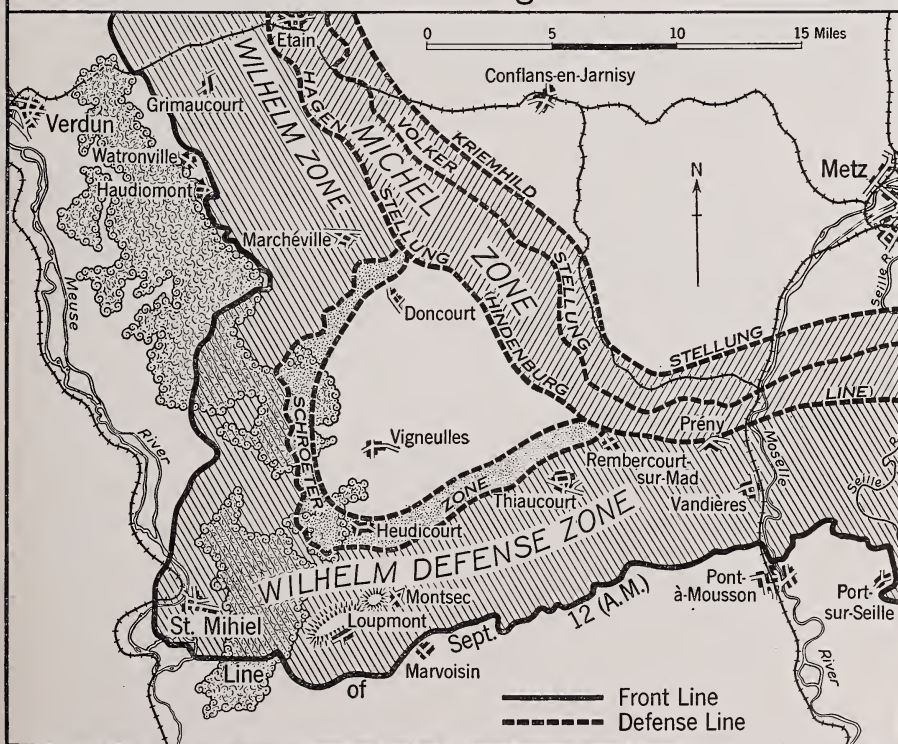 Etain
0 5 10 15 Miles
Conflans-en-Jarnisy
WILHELM ZONE
Grimaucourt
HAGEN STELLUNG
MICHEL ZONE
VOLKER STELLUNG
KRIEMHILD STELLUNG
Verdun
Watronville
Haudiomont
N
Metz
Marchéville
Seille R.
Meuse
River
Doncourt
(HINDENBURG LINE)
SCHROETER ZONE
Vigneulles
Prény
Rembercourt-
sur-Mad
Moselle
River
Thiaucourt
Vandières
Seille R.
Heudicourt
WILHELM DEFENSE ZONE
Pont-
à-Mousson
Port-
sur-Seille
Montsec
Loupmont
St. Mihiel
Marvoisin
Line of Sept. 12 (A.M.)
Front Line
Defense Line